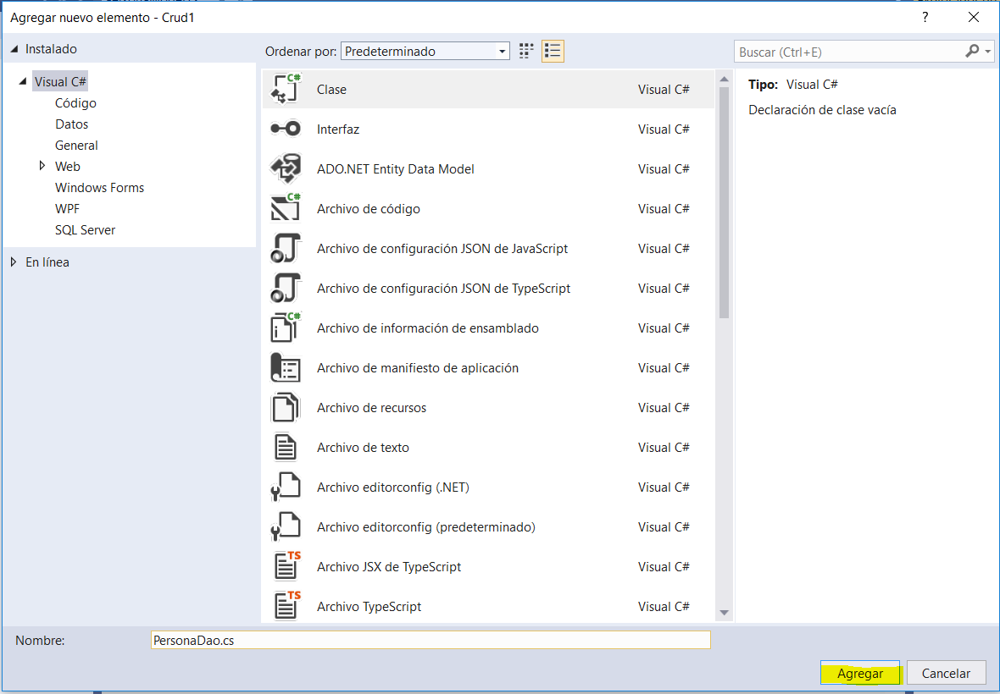 Agregar nuevo elemento - Crud1
?
Instalado
Ordenar por: Predeterminado
Buscar (Ctrl+E)
Visual C#
Código
Datos
General
Web
Windows Forms
WPF
SQL Server
En línea
C#
Clase Visual C#
Interfaz Visual C#
ADO.NET Entity Data Model Visual C#
C#
Archivo de código Visual C#
Archivo de configuración JSON de JavaScript Visual C#
Archivo de configuración JSON de TypeScript Visual C#
C#
Archivo de información de ensamblado Visual C#
Archivo de manifiesto de aplicación Visual C#
Archivo de recursos Visual C#
Archivo de texto Visual C#
Archivo editorconfig (.NET) Visual C#
Archivo editorconfig (predeterminado) Visual C#
TS
Archivo JSX de TypeScript Visual C#
TS
Archivo TypeScript Visual C#
Tipo: Visual C#
Declaración de clase vacía
Nombre: PersonaDao.cs
Agregar Cancelar